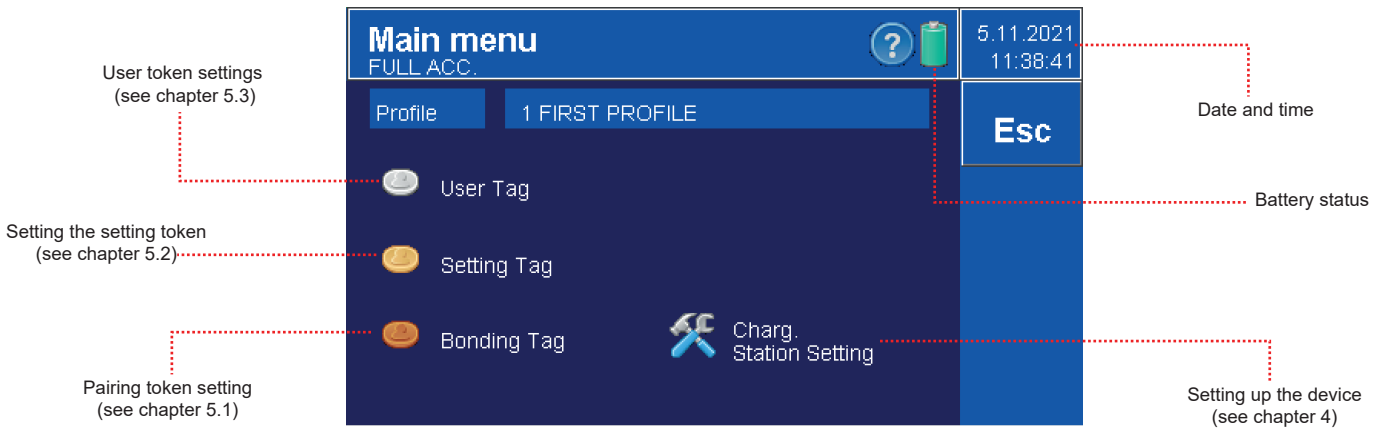 Main menu
FULL ACC.
?
5.11.2021
11:38:41
Profile
1 FIRST PROFILE
Esc
User Tag
Setting Tag
Bonding Tag
Charg.
Station Setting
User token settings
(see chapter 5.3)
Setting the setting token
(see chapter 5.2)
Pairing token setting
(see chapter 5.1)
Date and time
Battery status
Setting up the device
(see chapter 4)